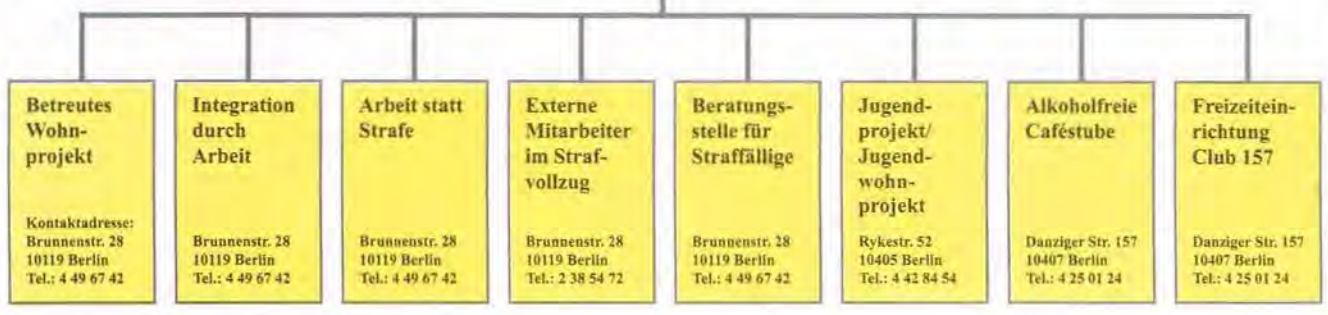 Betreutes
Wohn-
projekt
Kontaktadresse:
Brunnenstr. 28
10119 Berlin
Tel.: 4 49 67 42
Integration
durch
Arbeit
Brunnenstr. 28
10119 Berlin
Tel.: 4 49 67 42
Arbeit statt
Strafe
Brunnenstr. 28
10119 Berlin
Tel.: 4 49 67 42
Externe
Mitarbeiter
im Straf-
vollzug
Brunnenstr. 28
10119 Berlin
Tel.: 2 38 54 72
Beratungs-
stelle für
Straffällige
Brunnenstr. 28
10119 Berlin
Tel.: 4 49 67 42
Jugend-
projekt/
Jugend-
wohn-
projekt
Rykestr. 52
10405 Berlin
Tel.: 4 42 84 54
Alkoholfreie
Caféstube
Danziger Str. 157
10407 Berlin
Tel.: 4 25 01 24
Freizeitein-
richtung
Club 157
Danziger Str. 157
10407 Berlin
Tel.: 4 25 01 24